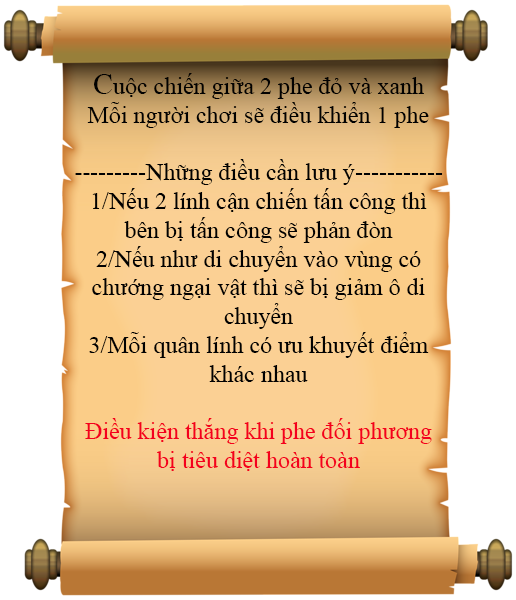 Cuộc chiến giữa 2 phe đỏ và xanh
Mỗi người chơi sẽ điều khiển 1 phe
---------Những điều cần lưu ý-----------
1/Nếu 2 lính cận chiến tấn công thì
bên bị tấn công sẽ phản đòn
2/Nếu như di chuyển vào vùng có
chướng ngại vật thì sẽ bị giảm ô di
chuyển
3/Mỗi quân lính có ưu khuyết điểm
khác nhau
Điều kiện thắng khi phe đối phương
bị tiêu diệt hoàn toàn